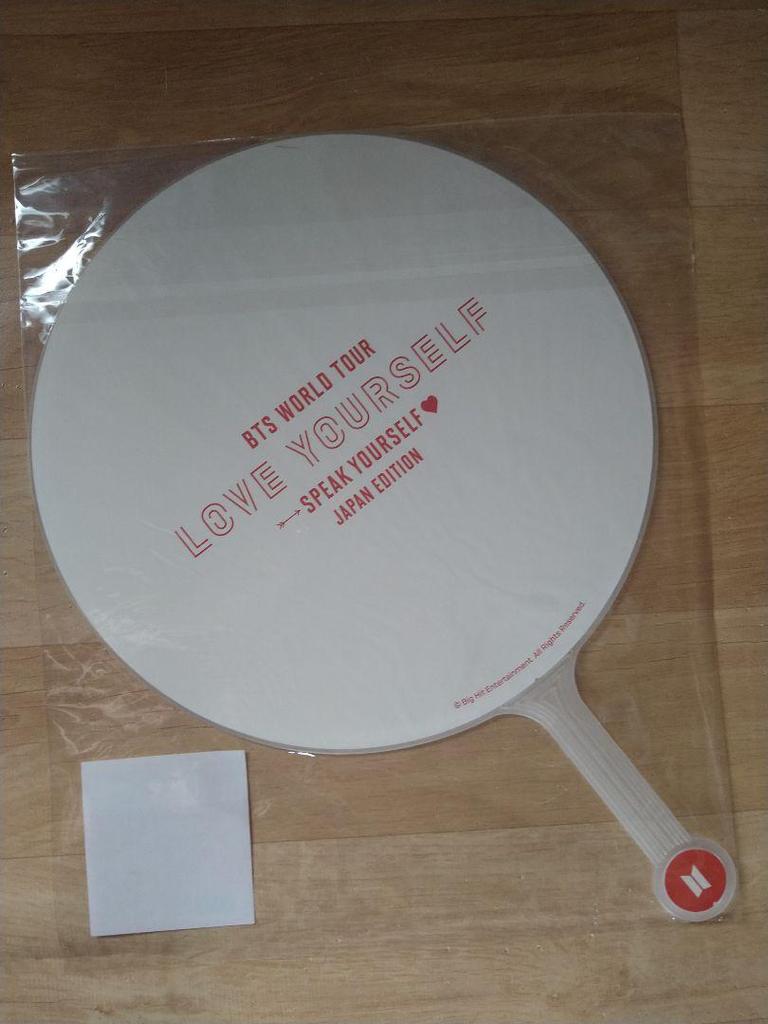 BTS WORLD TOUR
LOVE YOURSELF
SPEAK YOURSELF
JAPAN EDITION
© Big Hit Entertainment. All Rights Reserved.